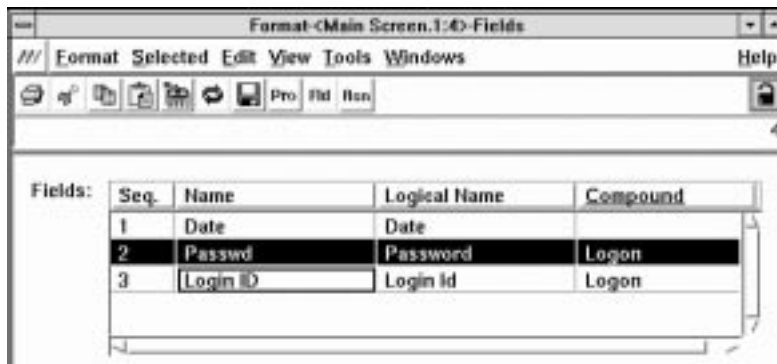 Format-<Main Screen.1:4>-Fields
Format Selected Edit View Tools Windows Help
Pro Fld
Fields: Seq. Name Logical Name Compound
1 Date Date
2 Passwd Password Logon
3 Login ID Login Id Logon